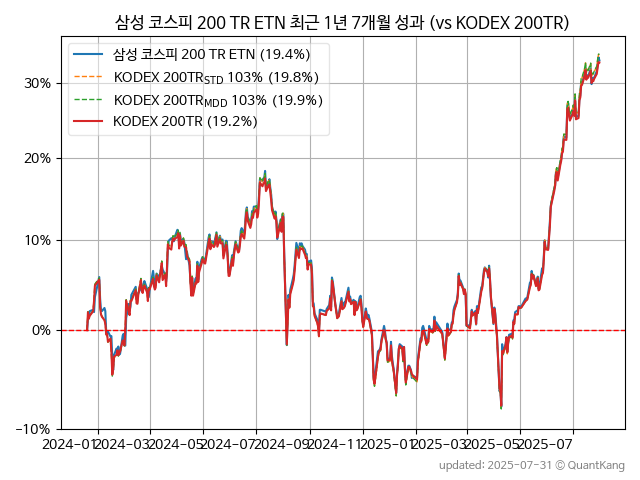 삼성 코스피 200 TR ETN 최근 1년 7개월 성과 (vs KODEX 200TR)
삼성 코스피 200 TR ETN (19.4%)
KODEX 200TRSTD 103% (19.8%)
KODEX 200TRMDD 103% (19.9%)
KODEX 200TR (19.2%)
30%
20%
10%
0%
−10%
2024-01
2024-03
2024-05
2024-07
2024-09
2024-11
2025-01
2025-03
2025-05
2025-07
updated: 2025-07-31 © QuantKang